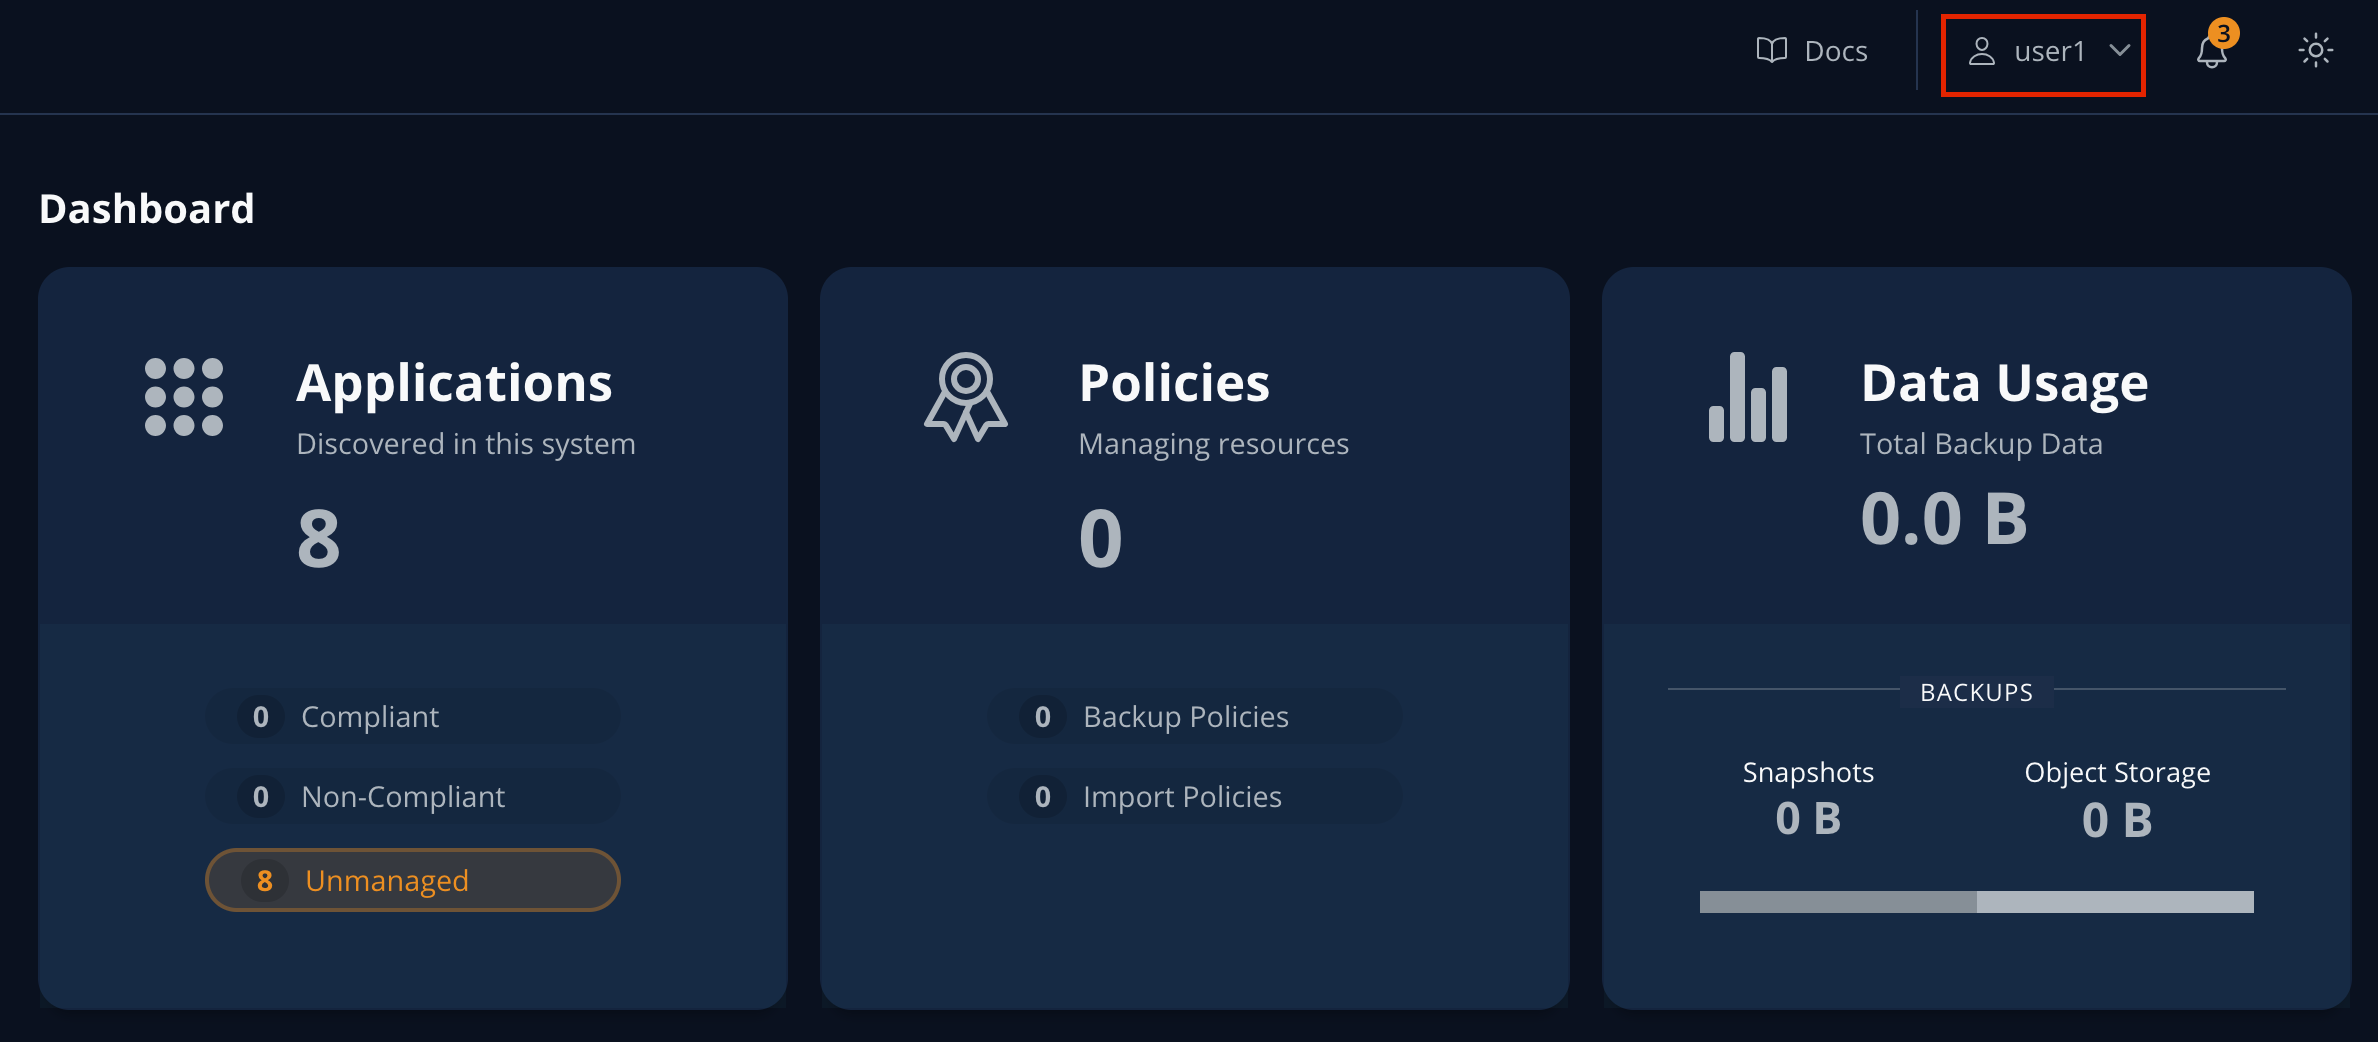 Docs
user1
3
Dashboard
Applications
Discovered in this system
8
0 Compliant
0 Non-Compliant
8 Unmanaged
Policies
Managing resources
0
0 Backup Policies
0 Import Policies
Data Usage
Total Backup Data
0.0 B
BACKUPS
Snapshots
0 B
Object Storage
0 B